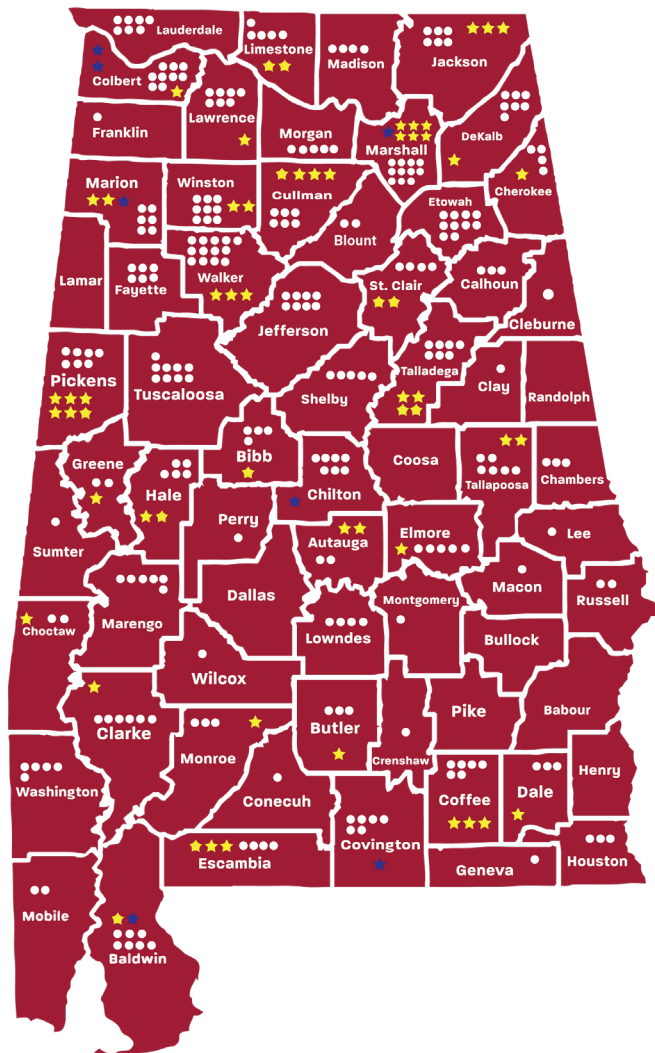 Lauderdale
Limestone
Madison
Jackson
Colbert
Franklin
Lawrence
Morgan
Marshall
DeKalb
Cherokee
Marion
Winston
Cullman
Blount
Etowah
Lamar
Fayette
Walker
Jefferson
St. Clair
Calhoun
Cleburne
Pickens
Tuscaloosa
Shelby
Talladega
Clay
Randolph
Greene
Hale
Bibb
Chilton
Coosa
Tallapoosa
Chambers
Sumter
Perry
Autauga
Elmore
Lee
Choctaw
Marengo
Dallas
Lowndes
Montgomery
Macon
Russell
Bullock
Clarke
Wilcox
Butler
Crenshaw
Pike
Babour
Washington
Monroe
Conecuh
Covington
Coffee
Dale
Henry
Escambia
Geneva
Houston
Mobile
Baldwin